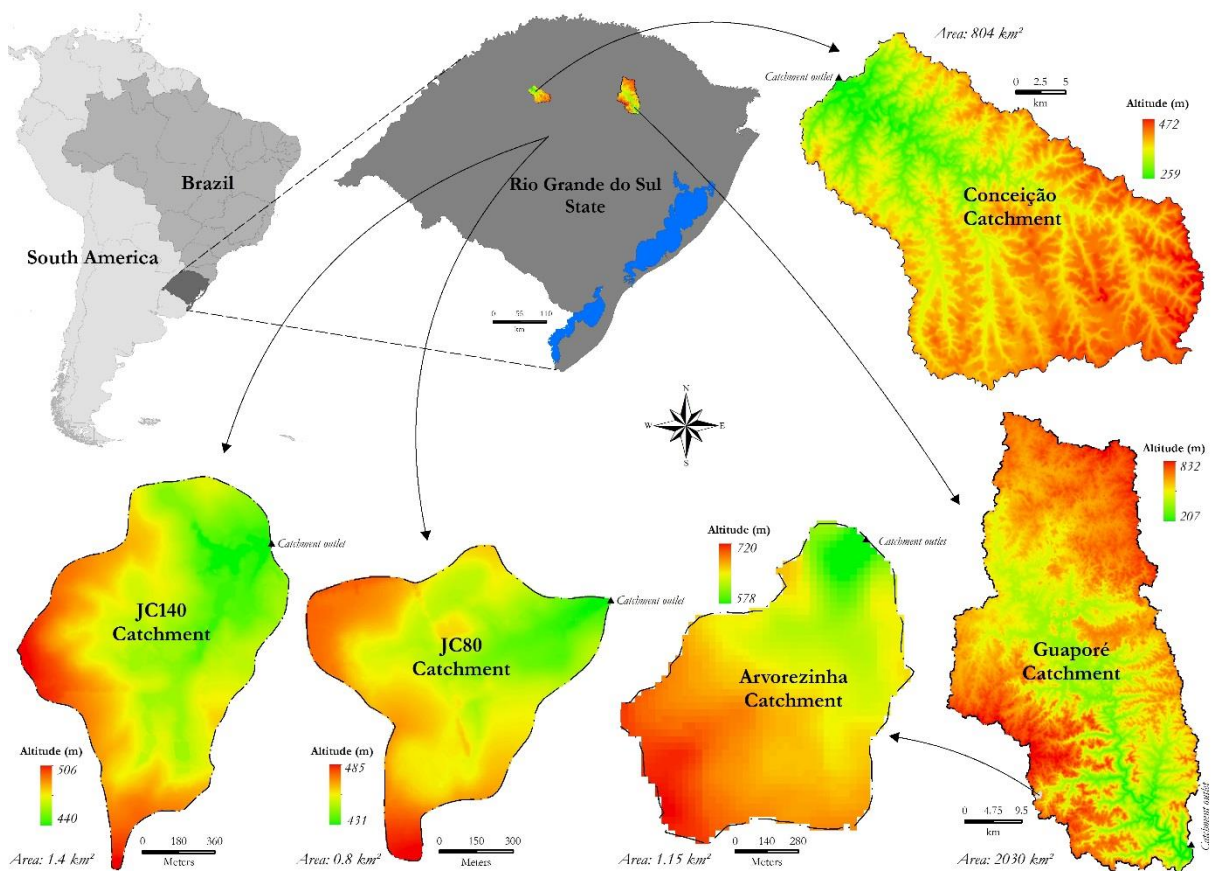 South America
Brazil
Rio Grande do Sul
State
0 55 110
km
Area: 804 km²
Catchment outlet
0 2.5 5
km
Altitude (m)
472
259
Conceição
Catchment
N
W E
S
JC140
Catchment
Catchment outlet
Altitude (m)
506
440
0 180 360
Meters
Area: 1.4 km²
JC80
Catchment
Catchment outlet
Altitude (m)
485
431
0 150 300
Meters
Area: 0.8 km²
Altitude (m)
720
578
Catchment outlet
Arvorezinha
Catchment
0 140 280
Meters
Area: 1.15 km²
Altitude (m)
832
207
Guaporé
Catchment
0 4.75 9.5
km
Catchment outlet
Area: 2030 km²